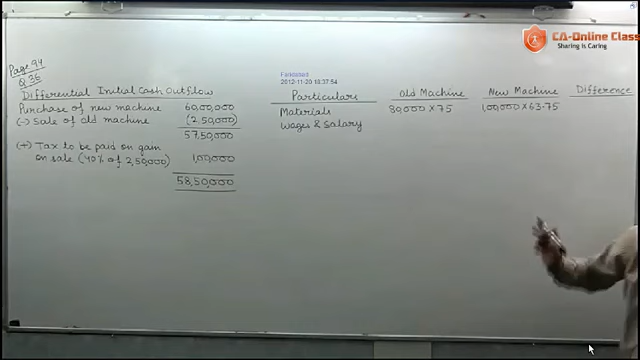 CA-Online Class
Sharing Is Caring
Faridabad
2012-11-20 18:37:54
Page 94
Q 36
Differential Initial Cash Outflow
Purchase of new machine 60,00,000
(-) Sale of old machine (2,50,000)
57,50,000
(+) Tax to be paid on gain
on sale (40% of 2,50,000) 1,00,000
58,50,000
Particulars Old Machine New Machine Difference
Materials 80,000 × 75 1,00,000 × 63.75
Wages & Salary